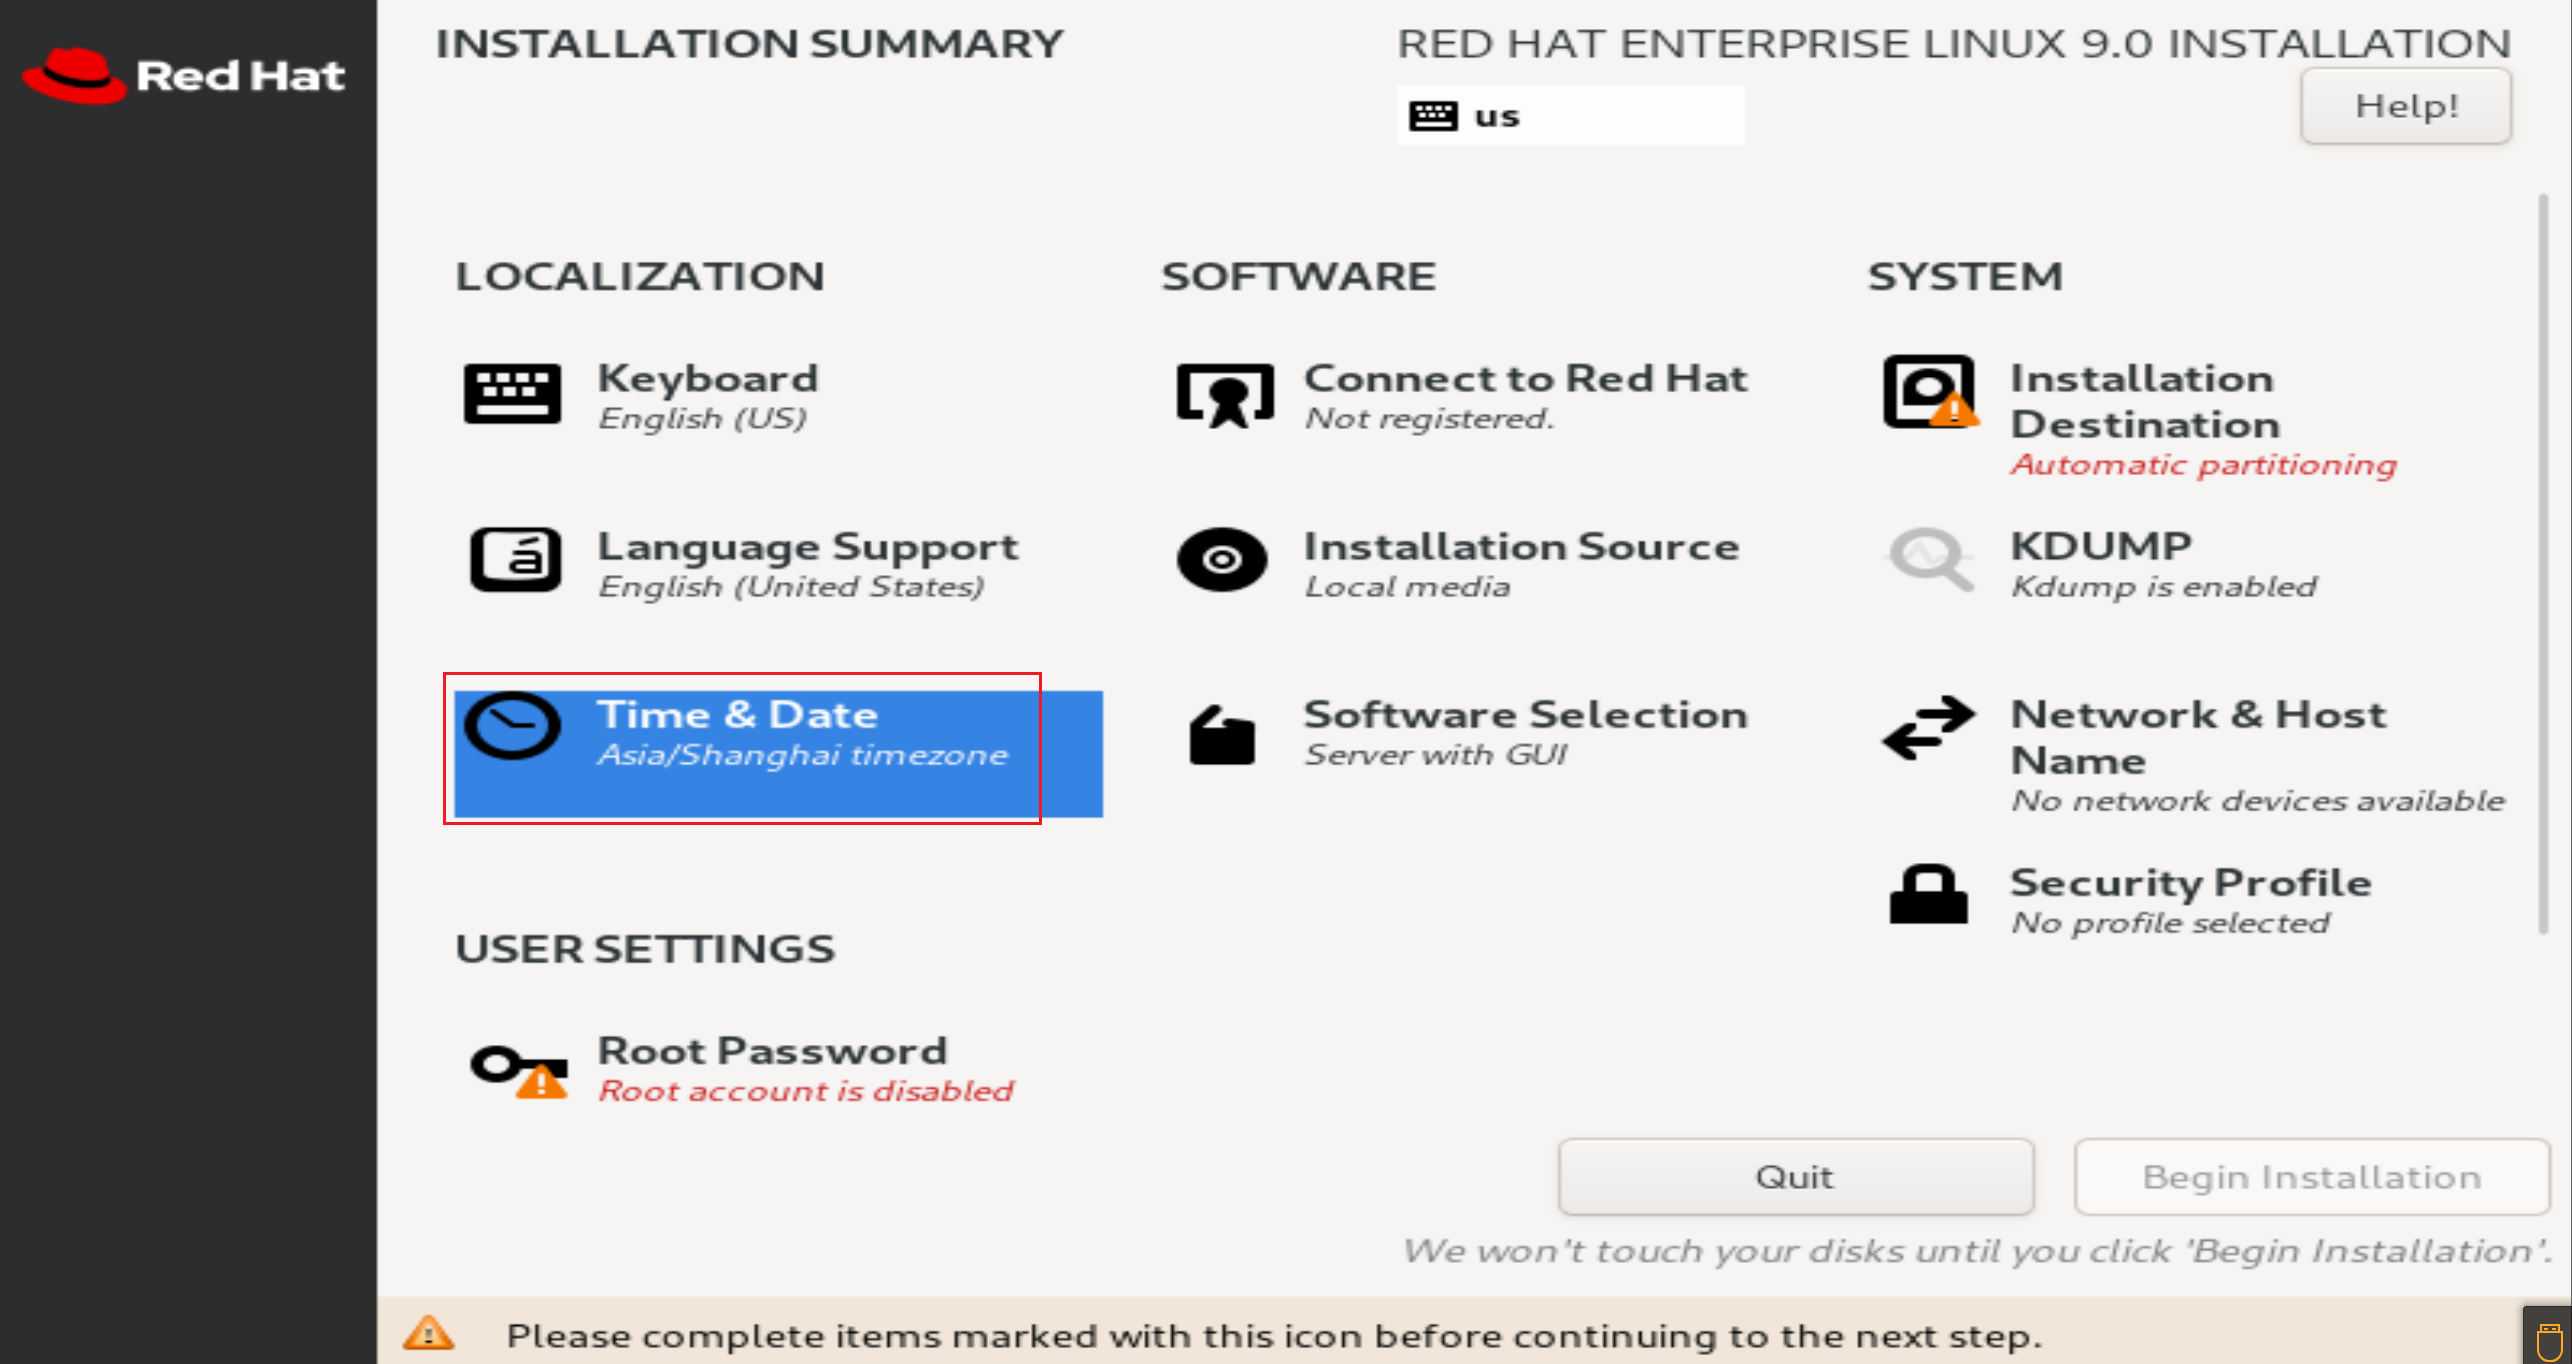 Red Hat
INSTALLATION SUMMARY
RED HAT ENTERPRISE LINUX 9.0 INSTALLATION
us
Help!
LOCALIZATION
Keyboard
English (US)
á
Language Support
English (United States)
Time & Date
Asia/Shanghai timezone
SOFTWARE
Connect to Red Hat
Not registered.
Installation Source
Local media
Software Selection
Server with GUI
SYSTEM
Installation
Destination
Automatic partitioning
KDUMP
Kdump is enabled
Network & Host
Name
No network devices available
Security Profile
No profile selected
USER SETTINGS
Root Password
Root account is disabled
Quit
Begin Installation
We won't touch your disks until you click 'Begin Installation'.
Please complete items marked with this icon before continuing to the next step.